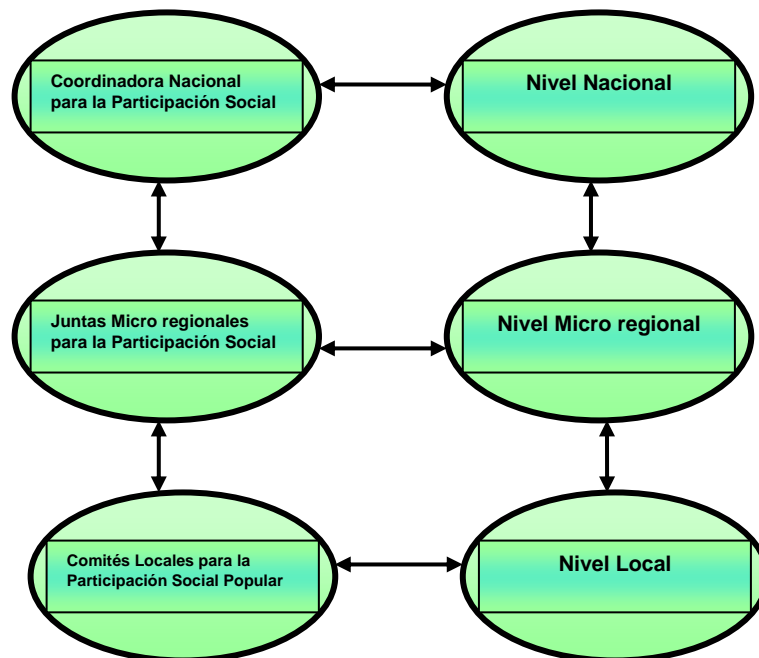 Coordinadora Nacional
para la Participación Social
Nivel Nacional
Juntas Micro regionales
para la Participación Social
Nivel Micro regional
Comités Locales para la
Participación Social Popular
Nivel Local